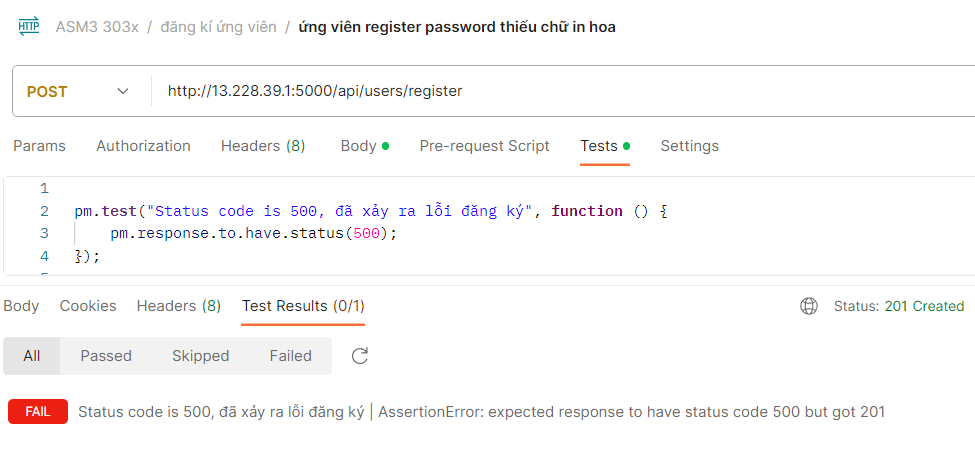 HTTP ASM3 303x / đăng kí ứng viên / ứng viên register password thiếu chữ in hoa
POST http://13.228.39.1:5000/api/users/register
Params Authorization Headers (8) Body Pre-request Script Tests Settings
1
2 pm.test("Status code is 500, đã xảy ra lỗi đăng ký", function () {
3 pm.response.to.have.status(500);
4 });
Body Cookies Headers (8) Test Results (0/1) Status: 201 Created
All Passed Skipped Failed
FAIL Status code is 500, đã xảy ra lỗi đăng ký | AssertionError: expected response to have status code 500 but got 201